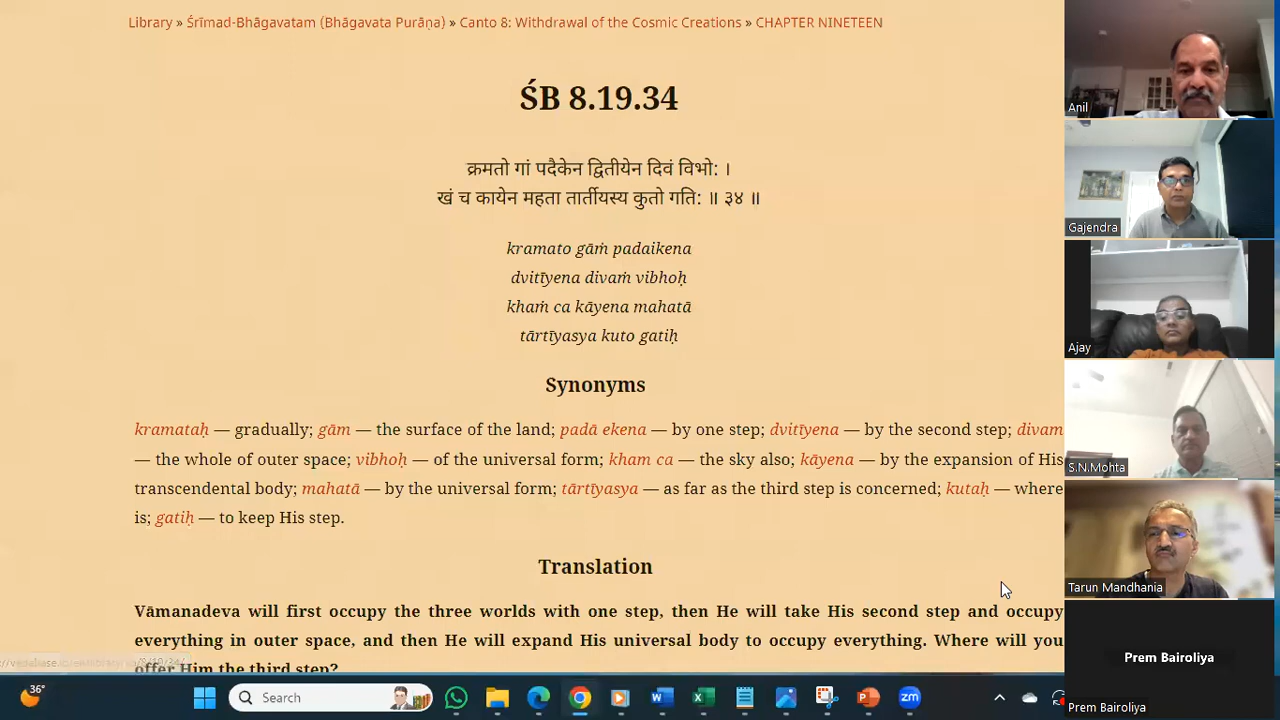 Library » Śrīmad-Bhāgavatam (Bhāgavata Purāṇa) » Canto 8: Withdrawal of the Cosmic Creations » CHAPTER NINETEEN
ŚB 8.19.34
क्रमतो गां पदैकेन द्वितीयेन दिवं विभो: ।
खं च कायेन महता तार्तीयस्य कुतो गति: ॥ ३४ ॥
kramato gāṁ padaikena
dvitīyena divaṁ vibhoḥ
khaṁ ca kāyena mahatā
tārtīyasya kuto gatiḥ
Synonyms
kramataḥ — gradually; gām — the surface of the land; padā ekena — by one step; dvitīyena — by the second step; divam
— the whole of outer space; vibhoḥ — of the universal form; kham ca — the sky also; kāyena — by the expansion of His
transcendental body; mahatā — by the universal form; tārtīyasya — as far as the third step is concerned; kutaḥ — where
is; gatiḥ — to keep His step.
Translation
Vāmanadeva will first occupy the three worlds with one step, then He will take His second step and occupy
everything in outer space, and then He will expand His universal body to occupy everything. Where will you
offer Him the third step?
36°
Search
zm
Anil
Gajendra
Ajay
S.N.Mohta
Tarun Mandhania
Prem Bairoliya
Prem Bairoliya